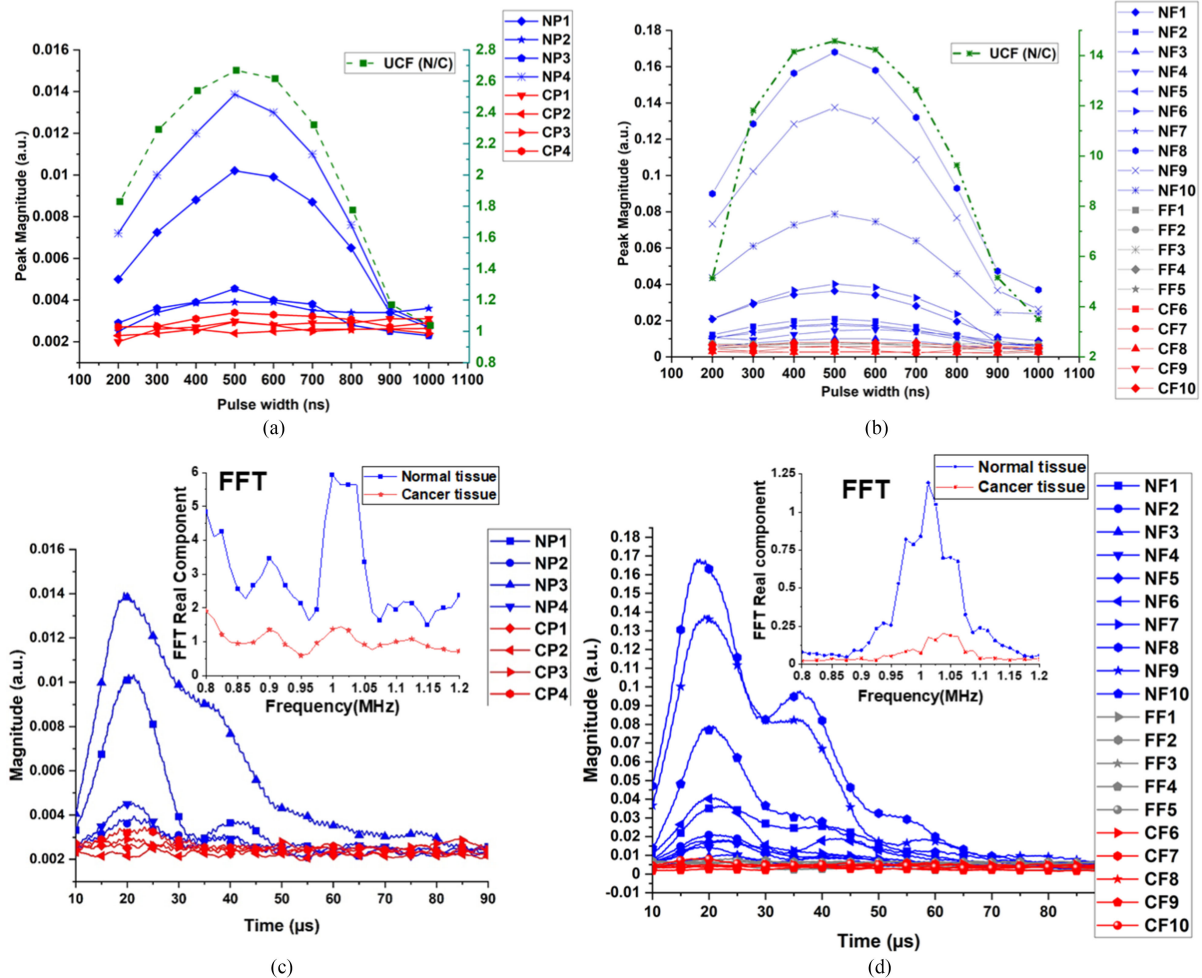 0.016
0.014
0.012
0.01
0.008
0.006
0.004
0.002
Peak Magnitude (a.u.)
100 200 300 400 500 600 700 800 900 1000 1100
Pulse width (ns)
UCF (N/C)
2.8
2.6
2.4
2.2
2
1.8
1.6
1.4
1.2
1
0.8
NP1
NP2
NP3
NP4
CP1
CP2
CP3
CP4
(a)
0.18
0.16
0.14
0.12
0.1
0.08
0.06
0.04
0.02
0
Peak Magnitude (a.u.)
100 200 300 400 500 600 700 800 900 1000 1100
Pulse width (ns)
UCF (N/C)
14
12
10
8
6
4
2
NF1
NF2
NF3
NF4
NF5
NF6
NF7
NF8
NF9
NF10
FF1
FF2
FF3
FF4
FF5
CF6
CF7
CF8
CF9
CF10
(b)
0.016
0.014
0.012
0.01
0.008
0.006
0.004
0.002
Magnitude (a.u.)
10 20 30 40 50 60 70 80 90
Time (µs)
FFT
Normal tissue
Cancer tissue
6
5
4
3
2
1
0
FFT Real Component
0.8 0.85 0.9 0.95 1 1.05 1.1 1.15 1.2
Frequency(MHz)
NP1
NP2
NP3
NP4
CP1
CP2
CP3
CP4
(c)
0.18
0.17
0.16
0.15
0.14
0.13
0.12
0.11
0.1
0.09
0.08
0.07
0.06
0.05
0.04
0.03
0.02
0.01
0
-0.01
Magnitude (a.u.)
10 20 30 40 50 60 70 80
Time (µs)
FFT
Normal tissue
Cancer tissue
1.25
1
0.75
0.5
0.25
0
FFT Real component
0.8 0.85 0.9 0.95 1 1.05 1.1 1.15 1.2
Frequency(MHz)
NF1
NF2
NF3
NF4
NF5
NF6
NF7
NF8
NF9
NF10
FF1
FF2
FF3
FF4
FF5
CF6
CF7
CF8
CF9
CF10
(d)